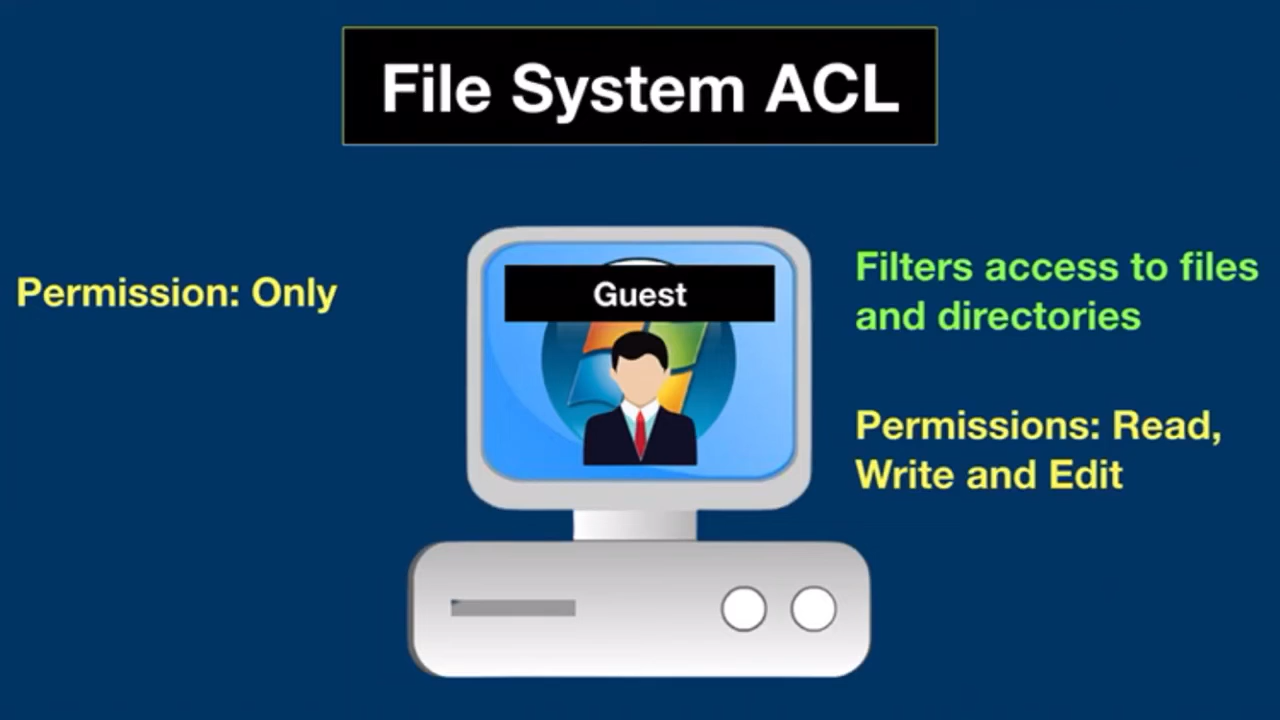 File System ACL
Permission: Only
Guest
Filters access to files
and directories
Permissions: Read,
Write and Edit